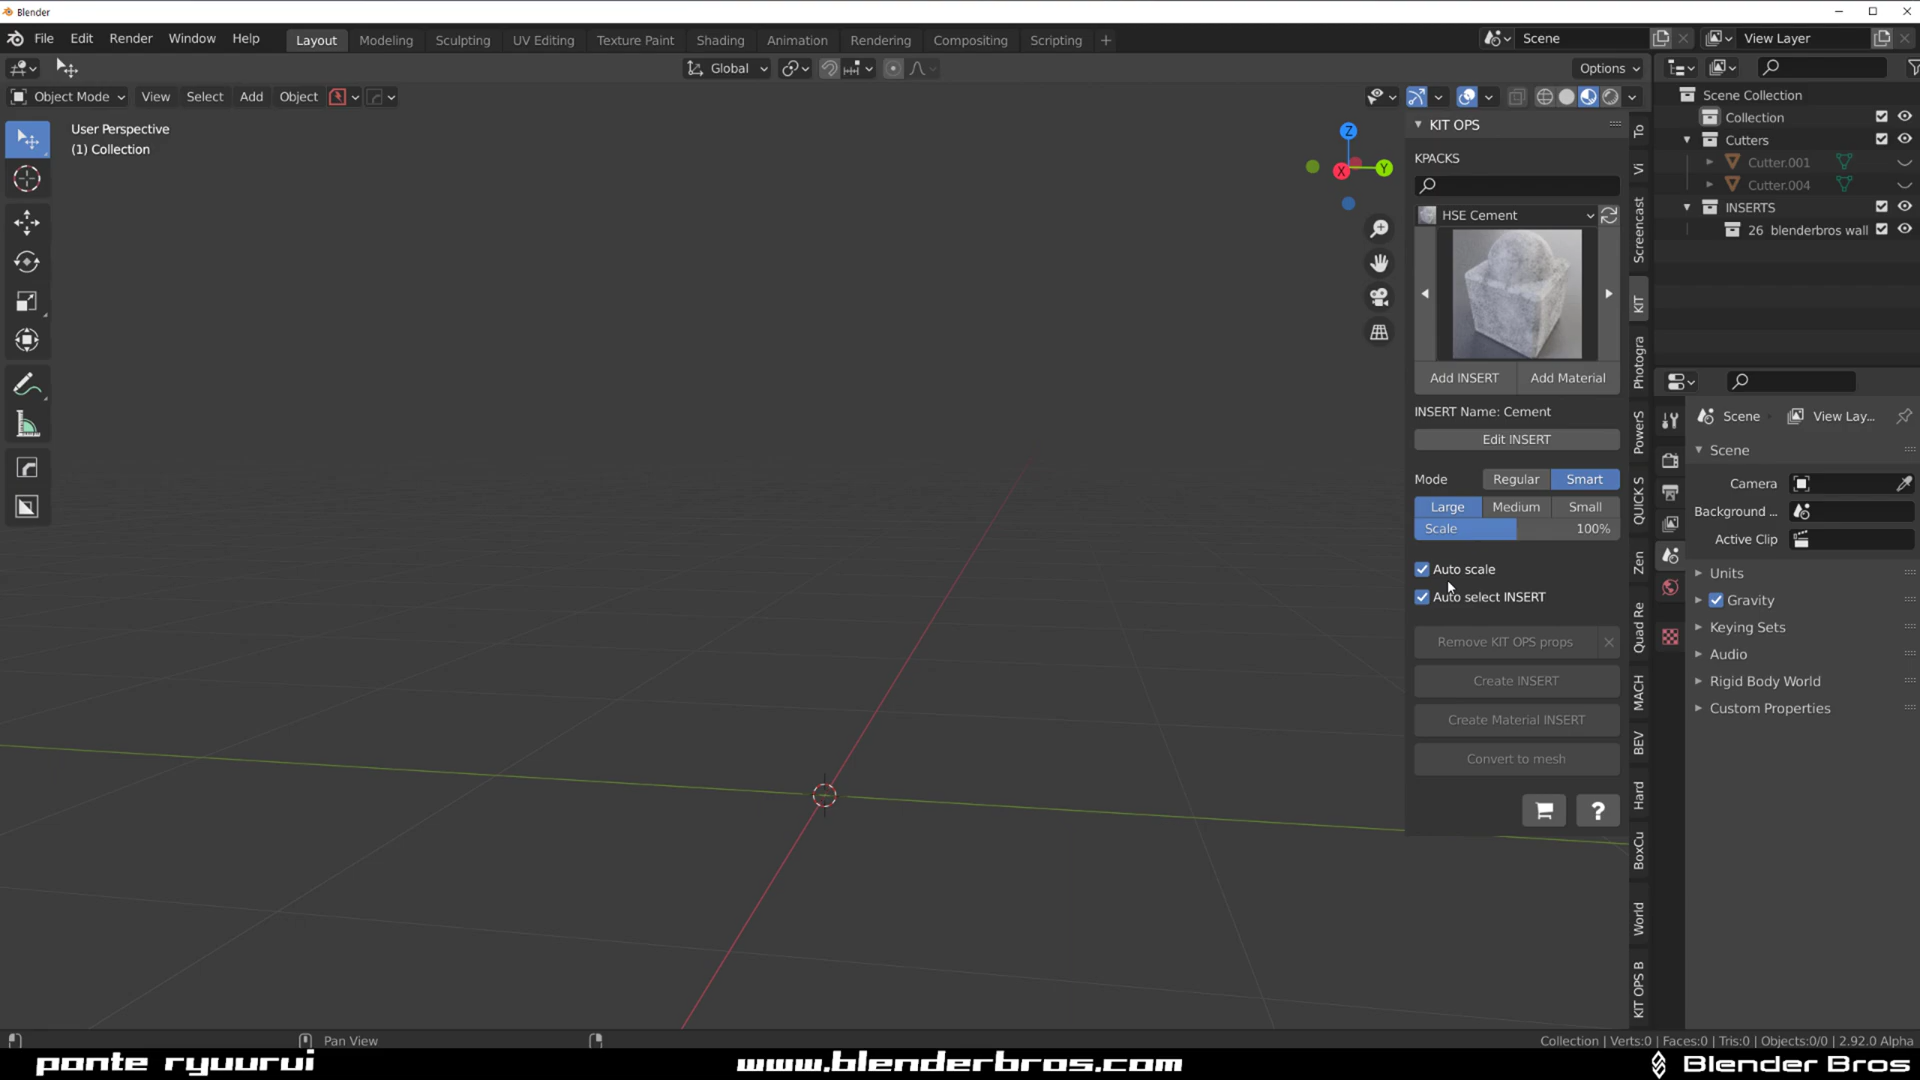 Blender
File Edit Render Window Help Layout Modeling Sculpting UV Editing Texture Paint Shading Animation Rendering Compositing Scripting + Scene View Layer
Global Options
Object Mode View Select Add Object
User Perspective
(1) Collection
Z
X
Y
KIT OPS
KPACKS
HSE Cement
Add INSERT Add Material
INSERT Name: Cement
Edit INSERT
Mode Regular Smart
Large Medium Small
Scale 100%
Auto scale
Auto select INSERT
Remove KIT OPS props
Create INSERT
Create Material INSERT
Convert to mesh
?
To
Vi
Screencast
KIT
Photogra
PowerS
QUICK S
Zen
Quad Re
MACH
BEV
Hard
BoxCu
World
KIT OPS B
Scene Collection
Collection
Cutters
Cutter.001
Cutter.004
INSERTS
26 blenderbros wall
Scene View Lay...
Scene
Camera
Background ...
Active Clip
Units
Gravity
Keying Sets
Audio
Rigid Body World
Custom Properties
Pan View
Collection | Verts:0 | Faces:0 | Tris:0 | Objects:0/0 | 2.92.0 Alpha
ponte ryuurui
www.blenderbros.com
Blender Bros